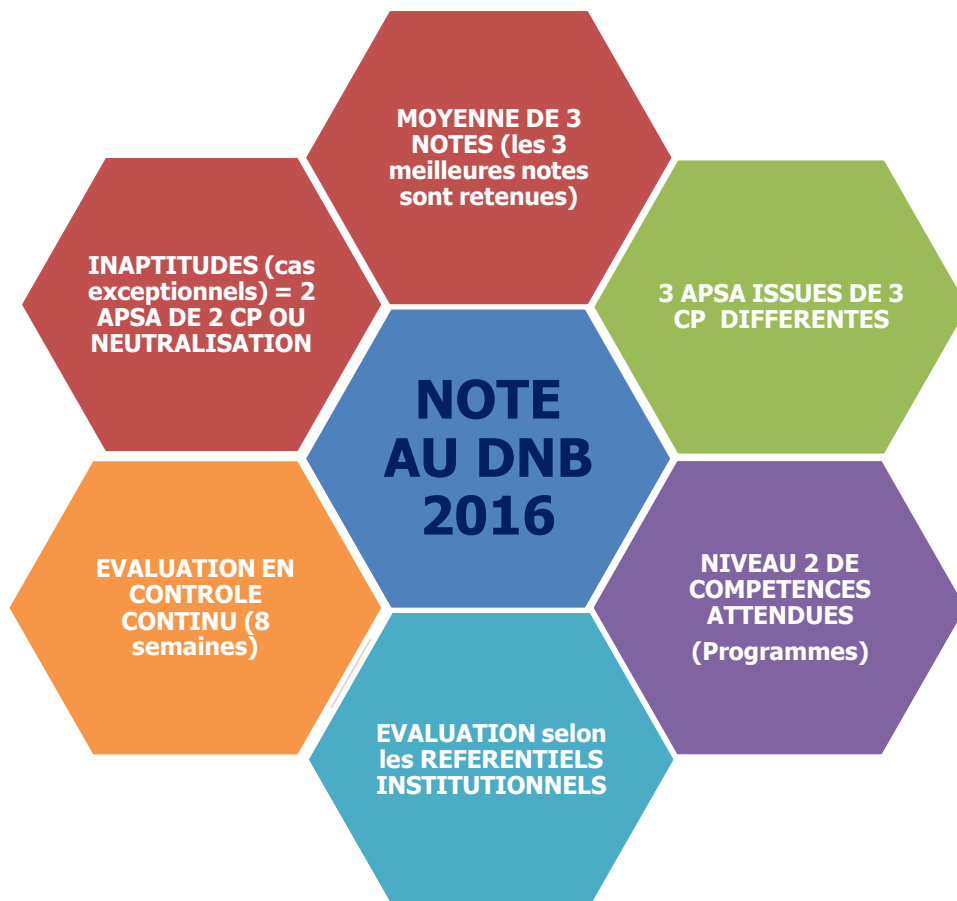 MOYENNE DE 3
NOTES (les 3
meilleures notes
sont retenues)
INAPTITUDES (cas
exceptionnels) = 2
APSA DE 2 CP OU
NEUTRALISATION
3 APSA ISSUES DE 3
CP DIFFERENTES
NOTE
AU DNB
2016
EVALUATION EN
CONTROLE
CONTINU (8
semaines)
NIVEAU 2 DE
COMPETENCES
ATTENDUES
(Programmes)
EVALUATION selon
les REFERENTIELS
INSTITUTIONNELS